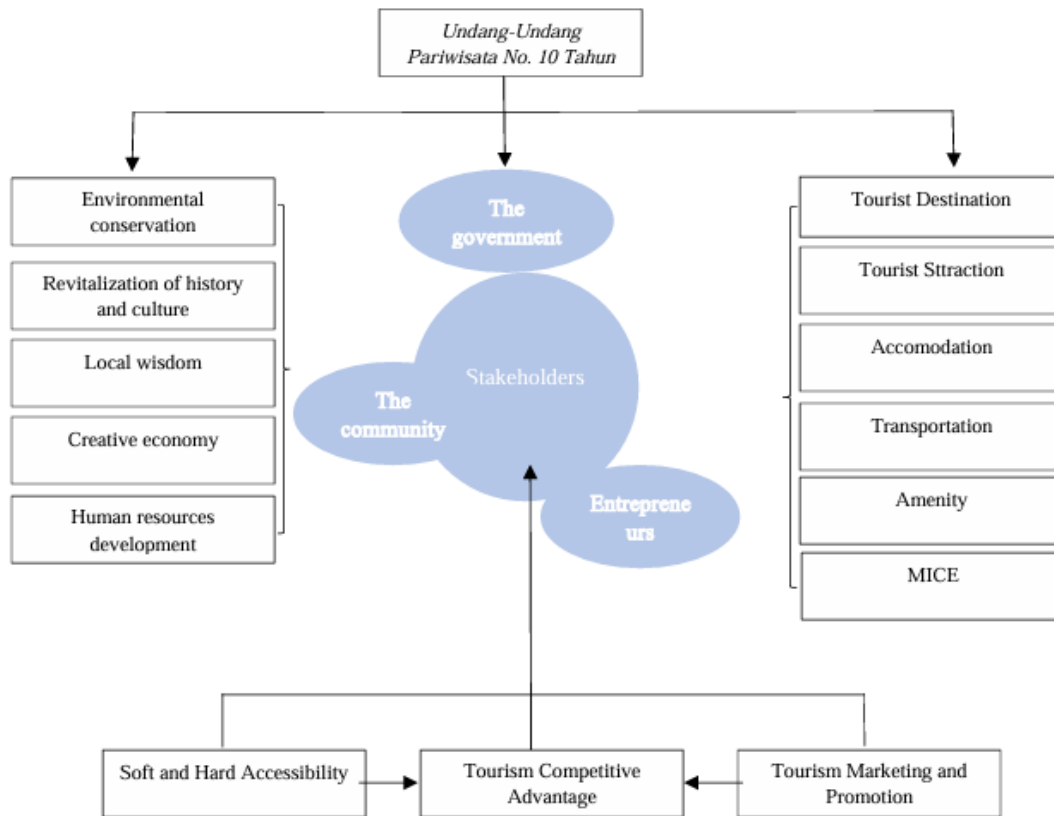 Undang-Undang
Pariwisata No. 10 Tahun
Environmental
conservation
Revitalization of history
and culture
Local wisdom
Creative economy
Human resources
development
The
government
Stakeholders
The
community
Entreprene
urs
Tourist Destination
Tourist Sttraction
Accomodation
Transportation
Amenity
MICE
Soft and Hard Accessibility
Tourism Competitive
Advantage
Tourism Marketing and
Promotion